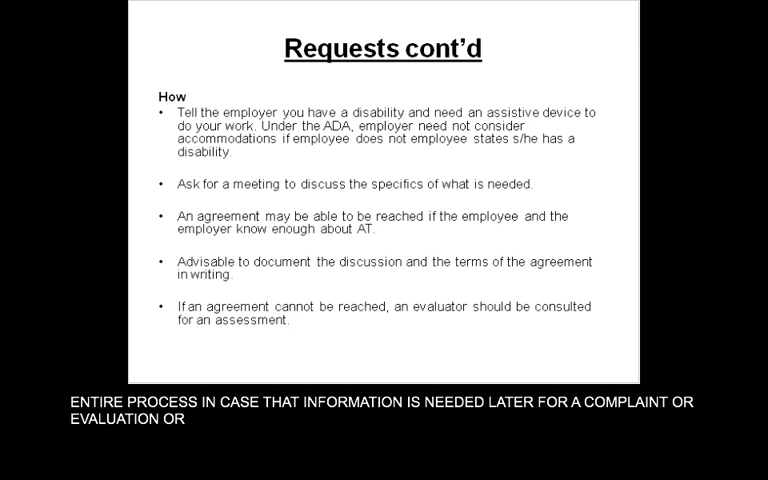 Requests cont'd
How
• Tell the employer you have a disability and need an assistive device to
do your work. Under the ADA, employer need not consider
accommodations if employee does not employee states s/he has a
disability.
• Ask for a meeting to discuss the specifics of what is needed.
• An agreement may be able to be reached if the employee and the
employer know enough about AT.
• Advisable to document the discussion and the terms of the agreement
in writing.
• If an agreement cannot be reached, an evaluator should be consulted
for an assessment.
ENTIRE PROCESS IN CASE THAT INFORMATION IS NEEDED LATER FOR A COMPLAINT OR
EVALUATION OR